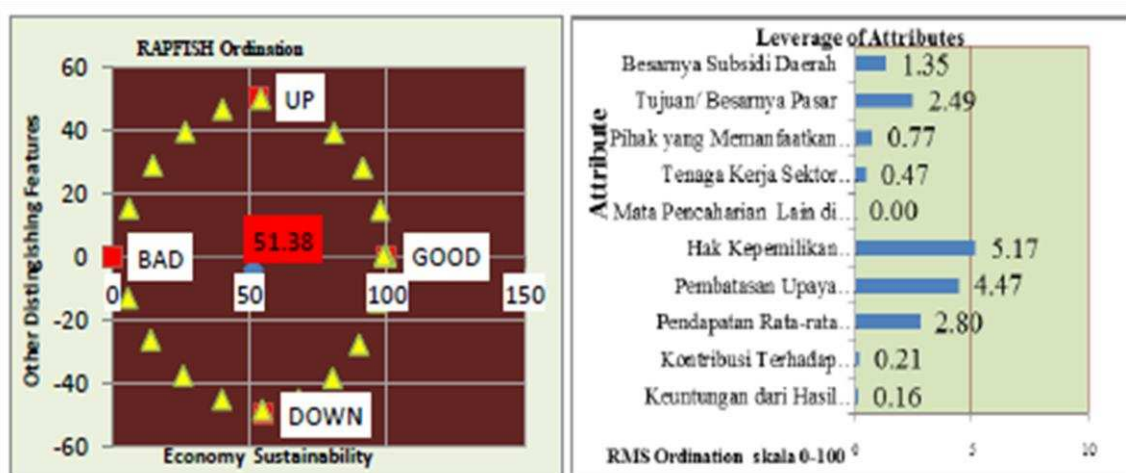 RAPFISH Ordination
Other Distingishing Features
60
40
20
0
-20
-40
-60
UP
51.38
BAD
GOOD
0
50
100
150
DOWN
Economy Sustainability
Leverage of Attributes
Attribute
Besarnya Subsidi Daerah
1.35
Tujuan/ Besarnya Pasar
2.49
Pihak yang Memanfaatkan
0.77
Tenaga Kerja Sektor
0.47
Mata Pencaharian Lain di
0.00
Hak Kepemilikan
5.17
Pembatasan Upaya
4.47
Pendapatan Rata-rata...
2.80
Kontribusi Terhadap
0.21
Keuntungan dari Hasil...
0.16
0
5
10
RMS Ordination skala 0-100